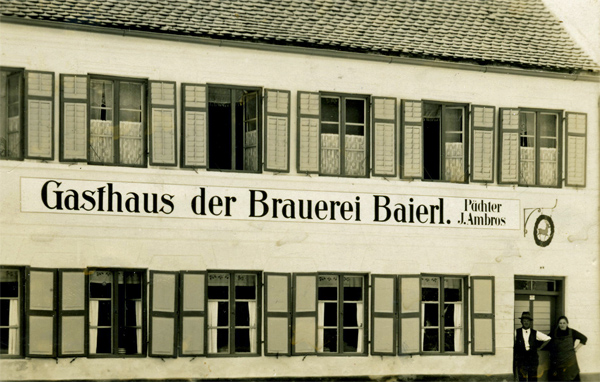 Gasthaus der Brauerei Baierl.
Pächter
J. Ambros